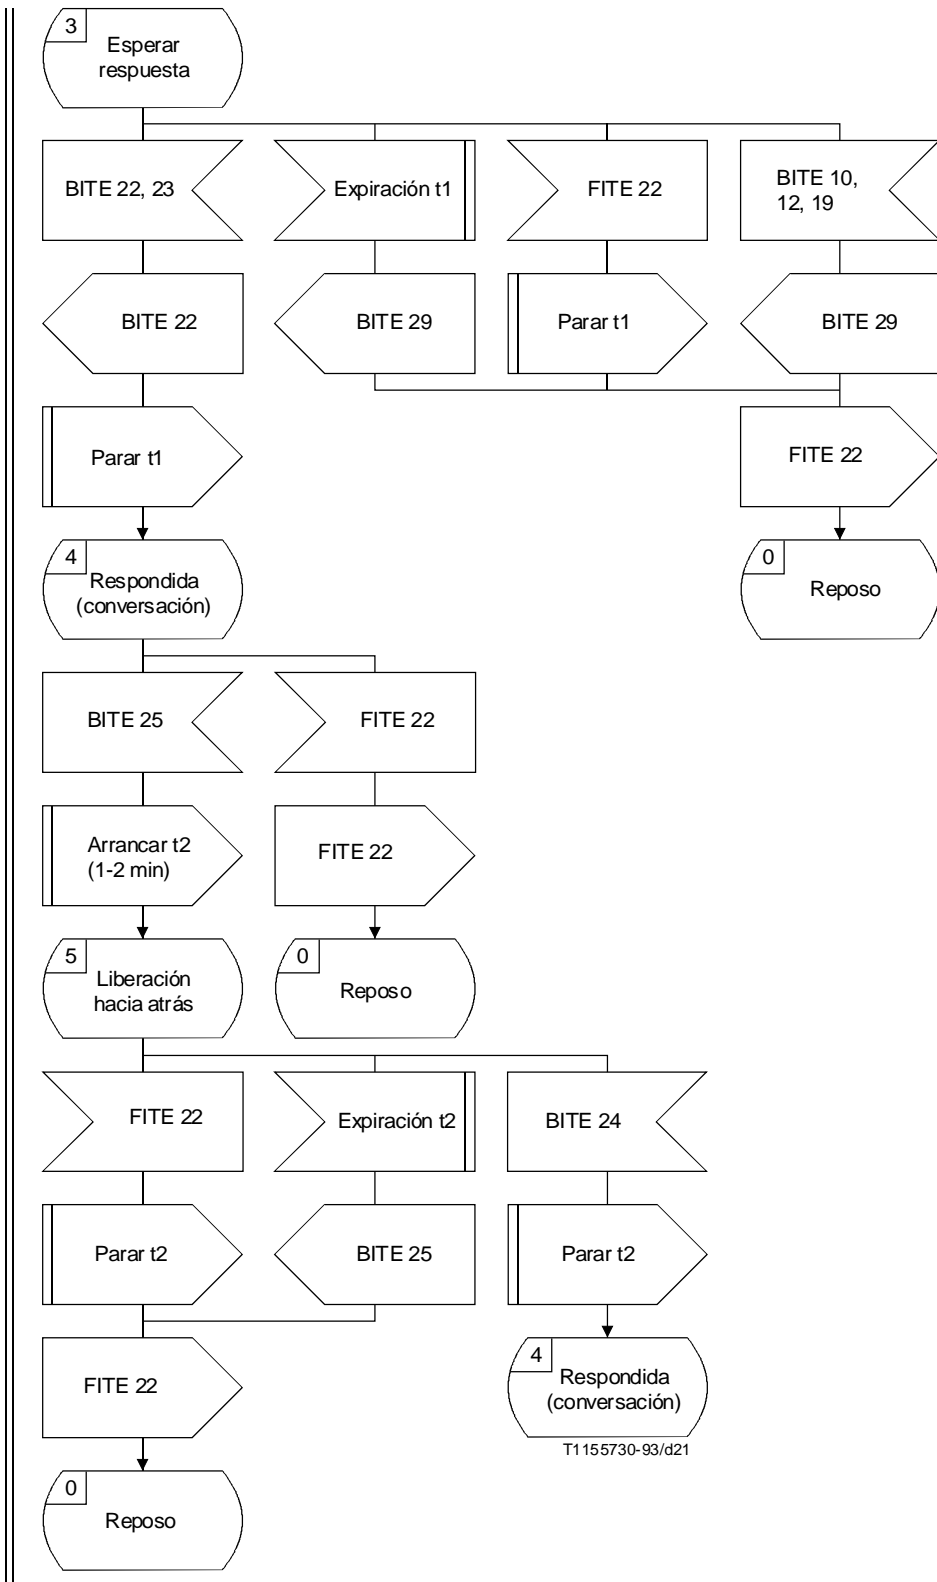 3
Esperar
respuesta
BITE 22, 23
Expiración t1
FITE 22
BITE 10,
12, 19
BITE 22
BITE 29
Parar t1
BITE 29
Parar t1
FITE 22
4
Respondida
(conversación)
0
Reposo
BITE 25
FITE 22
Arrancar t2
(1-2 min)
FITE 22
5
Liberación
hacia atrás
0
Reposo
FITE 22
Expiración t2
BITE 24
Parar t2
BITE 25
Parar t2
FITE 22
4
Respondida
(conversación)
T1155730-93/d21
0
Reposo